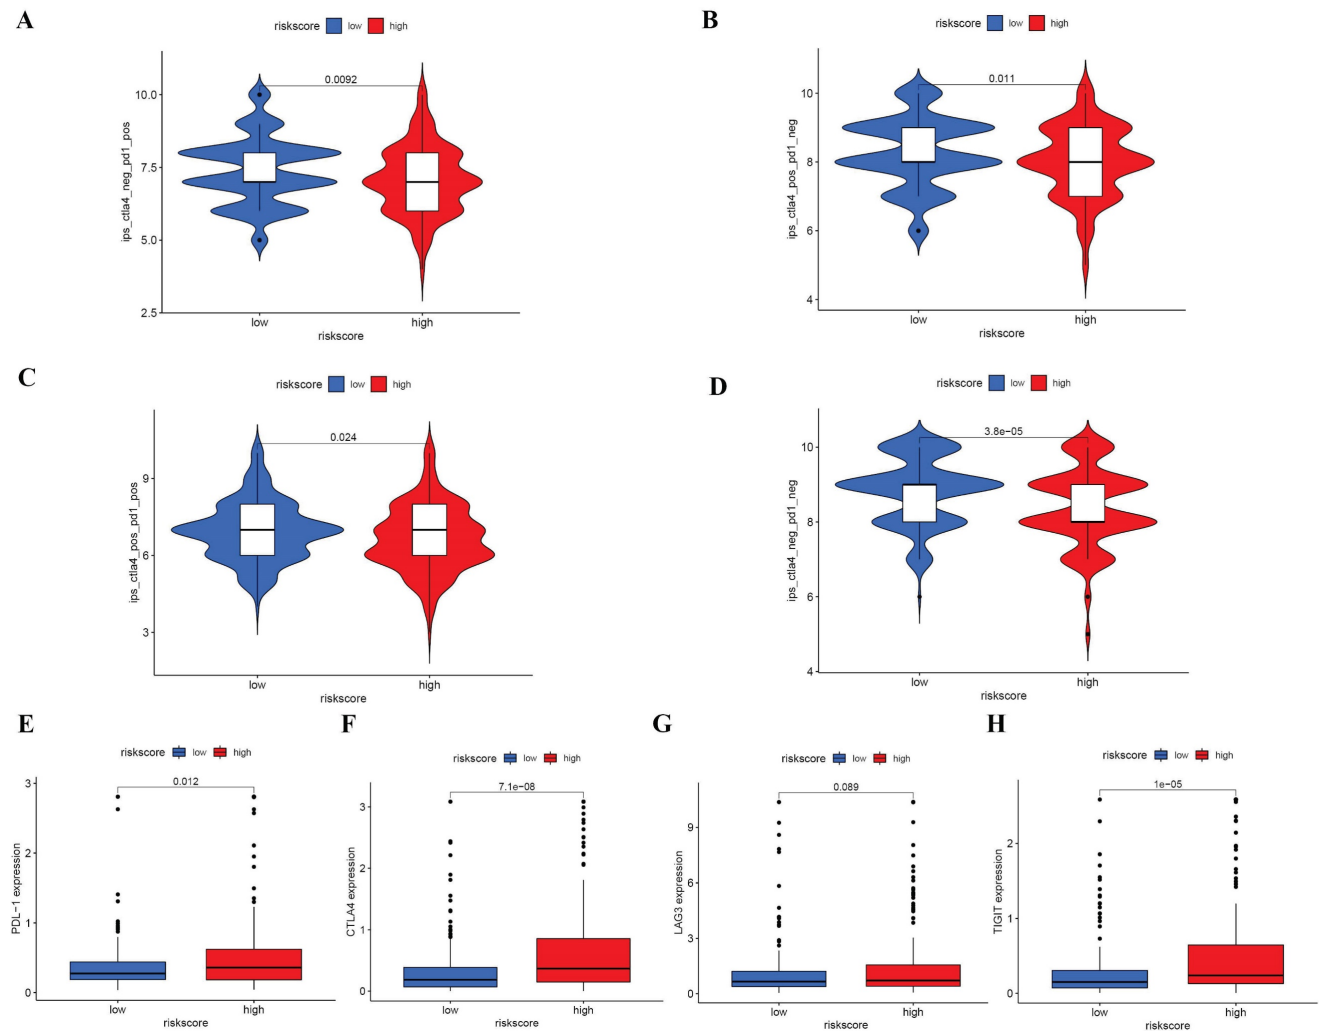 A
riskscore low high
ips_ctla4_neg_pd1_pos
10.0
7.5
5.0
2.5
0.0092
low high
riskscore
B
riskscore low high
ips_ctla4_pos_pd1_neg
10
8
6
4
0.011
low high
riskscore
C
riskscore low high
ips_ctla4_pos_pd1_pos
9
6
3
0.024
low high
riskscore
D
riskscore low high
ips_ctla4_neg_pd1_neg
10
8
6
4
3.8e−05
low high
riskscore
E
riskscore low high
PDL−1 expression
3
2
1
0
0.012
low high
riskscore
F
riskscore low high
CTLA4 expression
3
2
1
0
7.1e−08
low high
riskscore
G
riskscore low high
LAG3 expression
9
6
3
0
0.089
low high
riskscore
H
riskscore low high
TIGIT expression
2
1
0
1e−05
low high
riskscore